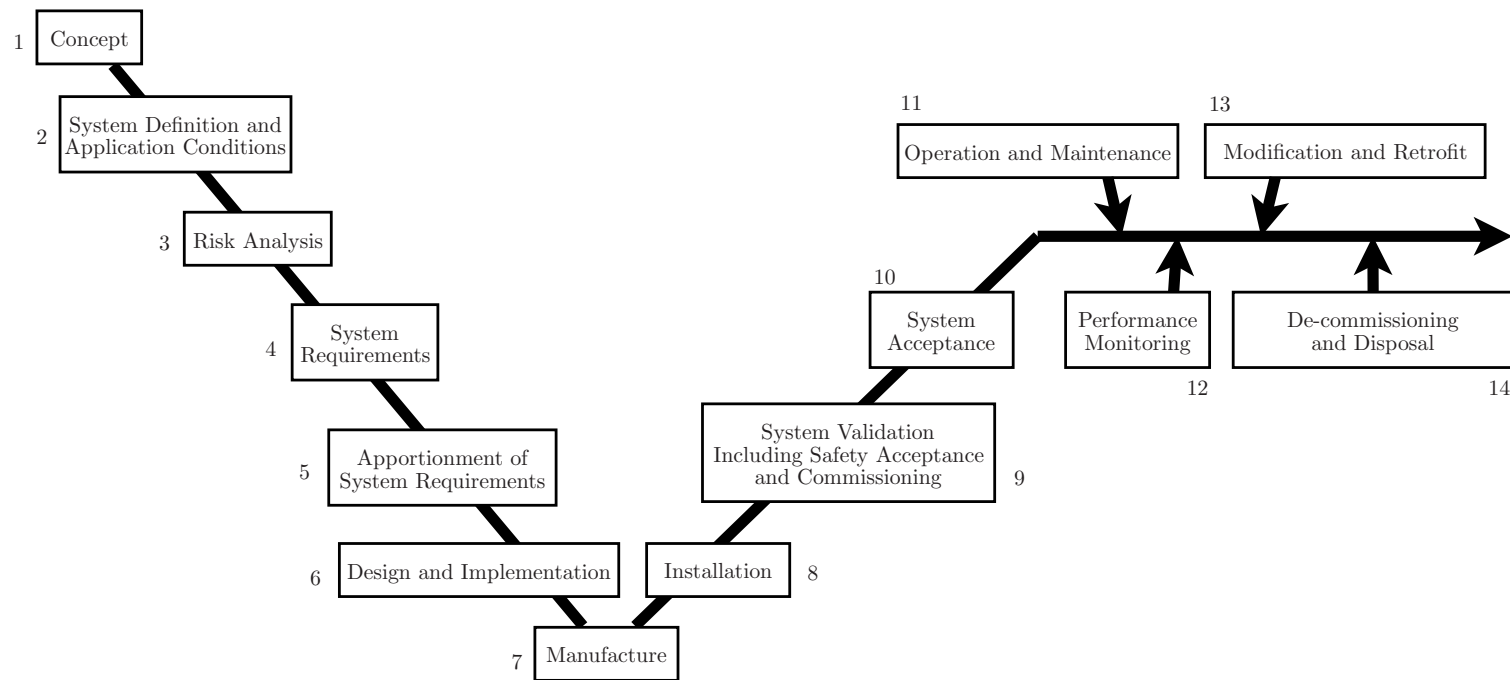 1
Concept
2
System Definition and
Application Conditions
3
Risk Analysis
4
System
Requirements
5
Apportionment of
System Requirements
6
Design and Implementation
7
Manufacture
8
Installation
9
System Validation
Including Safety Acceptance
and Commissioning
10
System
Acceptance
11
Operation and Maintenance
12
Performance
Monitoring
13
Modification and Retrofit
14
De-commissioning
and Disposal